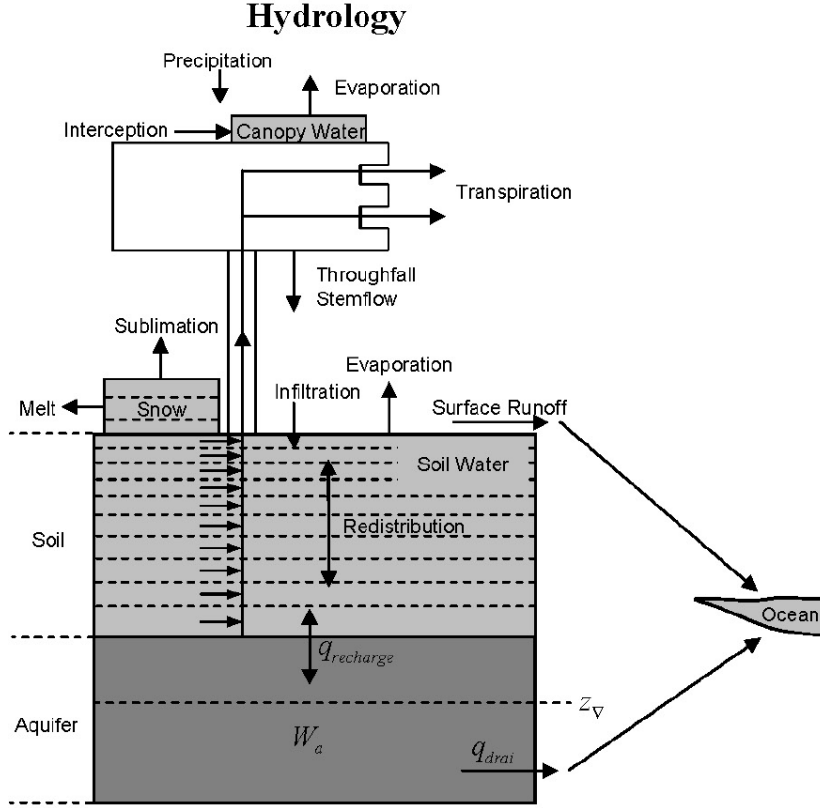 Hydrology
Precipitation
Evaporation
Interception
Canopy Water
Transpiration
Throughfall
Stemflow
Sublimation
Evaporation
Infiltration
Melt
Snow
Surface Runoff
Soil Water
Soil
Redistribution
Ocean
q_recharge
z_∇
Aquifer
W_a
q_drai